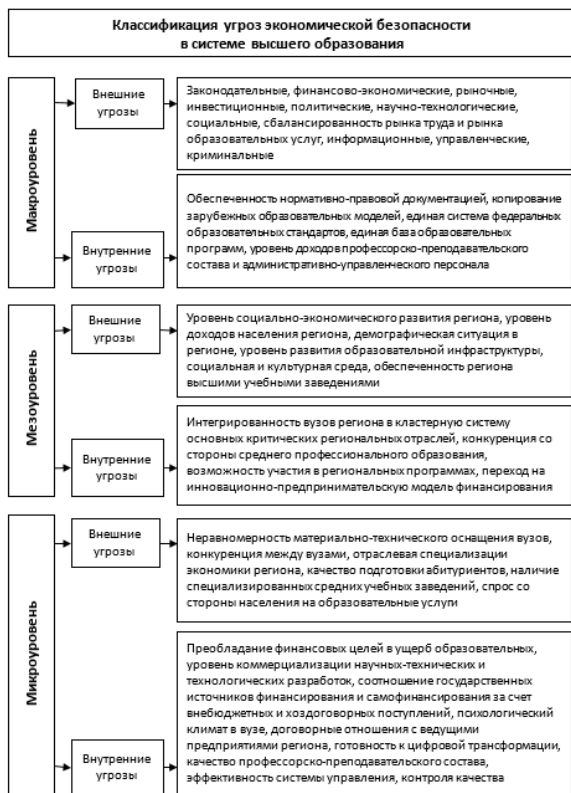 Классификация угроз экономической безопасности
в системе высшего образования
Макроуровень
Внешние
угрозы
Законодательные, финансово-экономические, рыночные,
инвестиционные, политические, научно-технологические,
социальные, сбалансированность рынка труда и рынка
образовательных услуг, информационные, управленческие,
криминальные
Внутренние
угрозы
Обеспеченность нормативно-правовой документацией, копирование
зарубежных образовательных моделей, единая система федеральных
образовательных стандартов, единая база образовательных
программ, уровень доходов профессорско-преподавательского
состава и административно-управленческого персонала
Мезоуровень
Внешние
угрозы
Уровень социально-экономического развития региона, уровень
доходов населения региона, демографическая ситуация в
регионе, уровень развития образовательной инфраструктуры,
социальная и культурная среда, обеспеченность региона
высшими учебными заведениями
Внутренние
угрозы
Интегрированность вузов региона в кластерную систему
основных критических региональных отраслей, конкуренция со
стороны среднего профессионального образования,
возможность участия в региональных программах, переход на
инновационно-предпринимательскую модель финансирования
Микроуровень
Внешние
угрозы
Неравномерность материально-технического оснащения вузов,
конкуренция между вузами, отраслевая специализации
экономики региона, качество подготовки абитуриентов, наличие
специализированных средних учебных заведений, спрос со
стороны населения на образовательные услуги
Внутренние
угрозы
Преобладание финансовых целей в ущерб образовательных,
уровень коммерциализации научных-технических и
технологических разработок, соотношение государственных
источников финансирования и самофинансирования за счет
внебюджетных и хоздоговорных поступлений, психологический
климат в вузе, договорные отношения с ведущими
предприятиями региона, готовность к цифровой трансформации,
качество профессорско-преподавательского состава,
эффективность системы управления, контроля качества